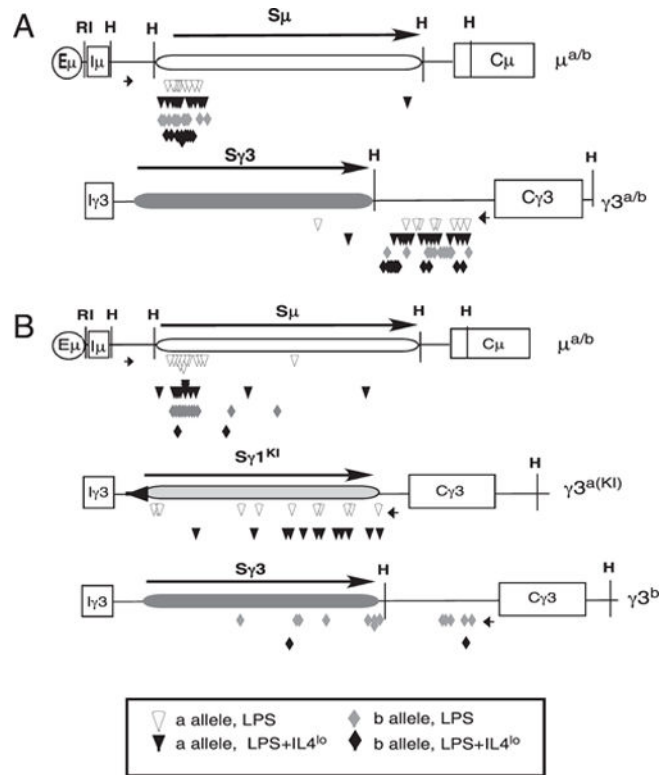 A
RI H H Sμ H H
Eμ Iμ Cμ μa/b
Sγ3 H H
Iγ3 Cγ3 γ3a/b
B
RI H H Sμ H H
Eμ Iμ Cμ μa/b
Sγ1KI H
Iγ3 Cγ3 γ3a(KI)
Sγ3 H H
Iγ3 Cγ3 γ3b
a allele, LPS b allele, LPS
a allele, LPS+IL4lo b allele, LPS+IL4lo